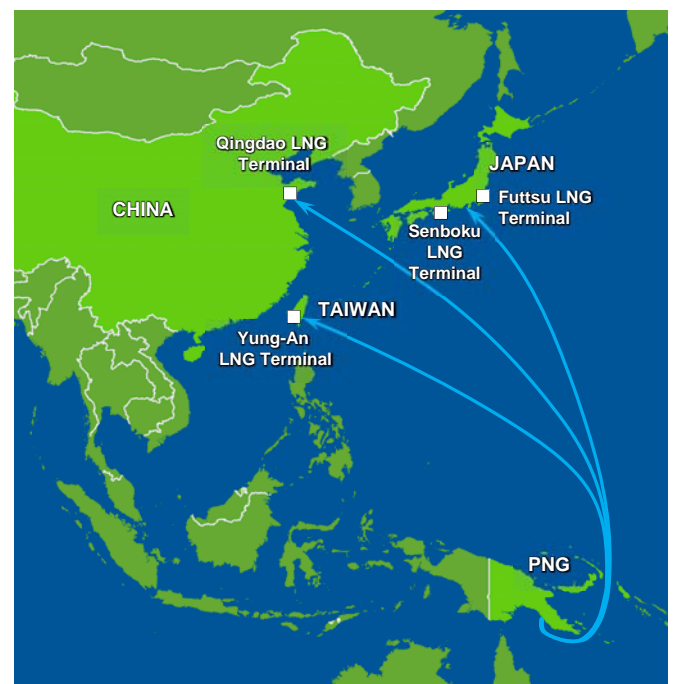 Qingdao LNG
Terminal
JAPAN
CHINA
Futtsu LNG
Terminal
Senboku
LNG
Terminal
TAIWAN
Yung-An
LNG Terminal
PNG